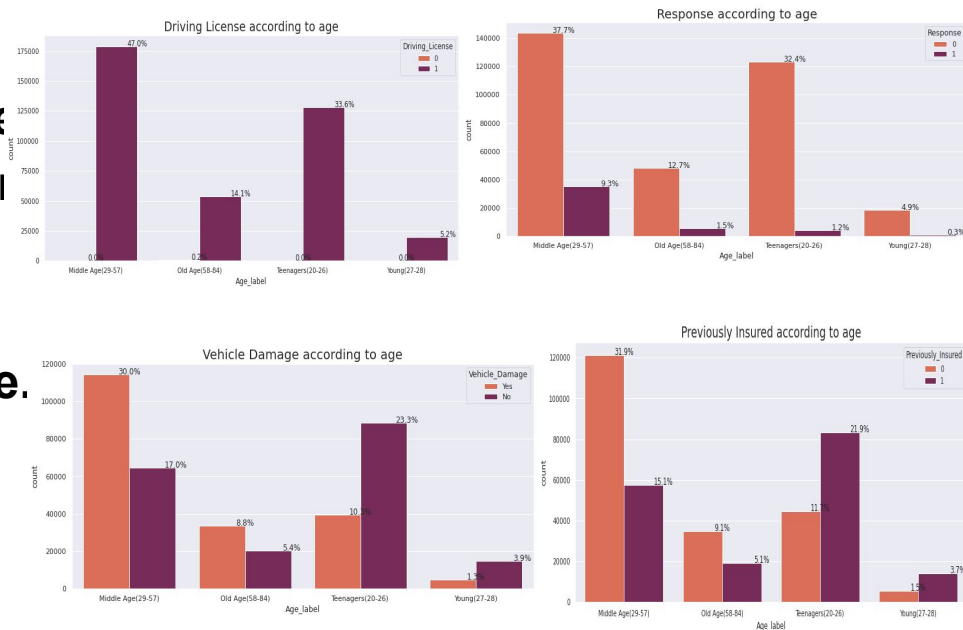 Driving License according to age
Driving_License
0
1
175000
150000
125000
100000
75000
50000
25000
0
count
47.0%
14.1%
33.6%
5.2%
0.0%
0.2%
0.0%
0.0%
Middle Age(29-57)
Old Age(58-84)
Teenagers(20-26)
Young(27-28)
Age_label
Response according to age
Response
0
1
140000
120000
100000
80000
60000
40000
20000
0
count
37.7%
9.3%
12.7%
1.5%
32.4%
1.2%
4.9%
0.3%
Middle Age(29-57)
Old Age(58-84)
Teenagers(20-26)
Young(27-28)
Age_label
e.
Vehicle Damage according to age
Vehicle_Damage
Yes
No
120000
100000
80000
60000
40000
20000
0
count
30.0%
17.0%
8.8%
5.4%
23.3%
1.3%
3.9%
Middle Age(29-57)
Old Age(58-84)
Teenagers(20-26)
Young(27-28)
Age_label
Previously Insured according to age
Previously_Insured
0
1
120000
100000
80000
60000
40000
20000
0
count
31.9%
15.1%
9.1%
5.1%
21.9%
3.7%
Middle Age(29-57)
Old Age(58-84)
Teenagers(20-26)
Young(27-28)
Age_label